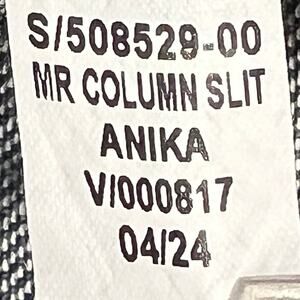 S/508529-00
MR COLUMN SLIT
ANIKA
V/000817
04/24